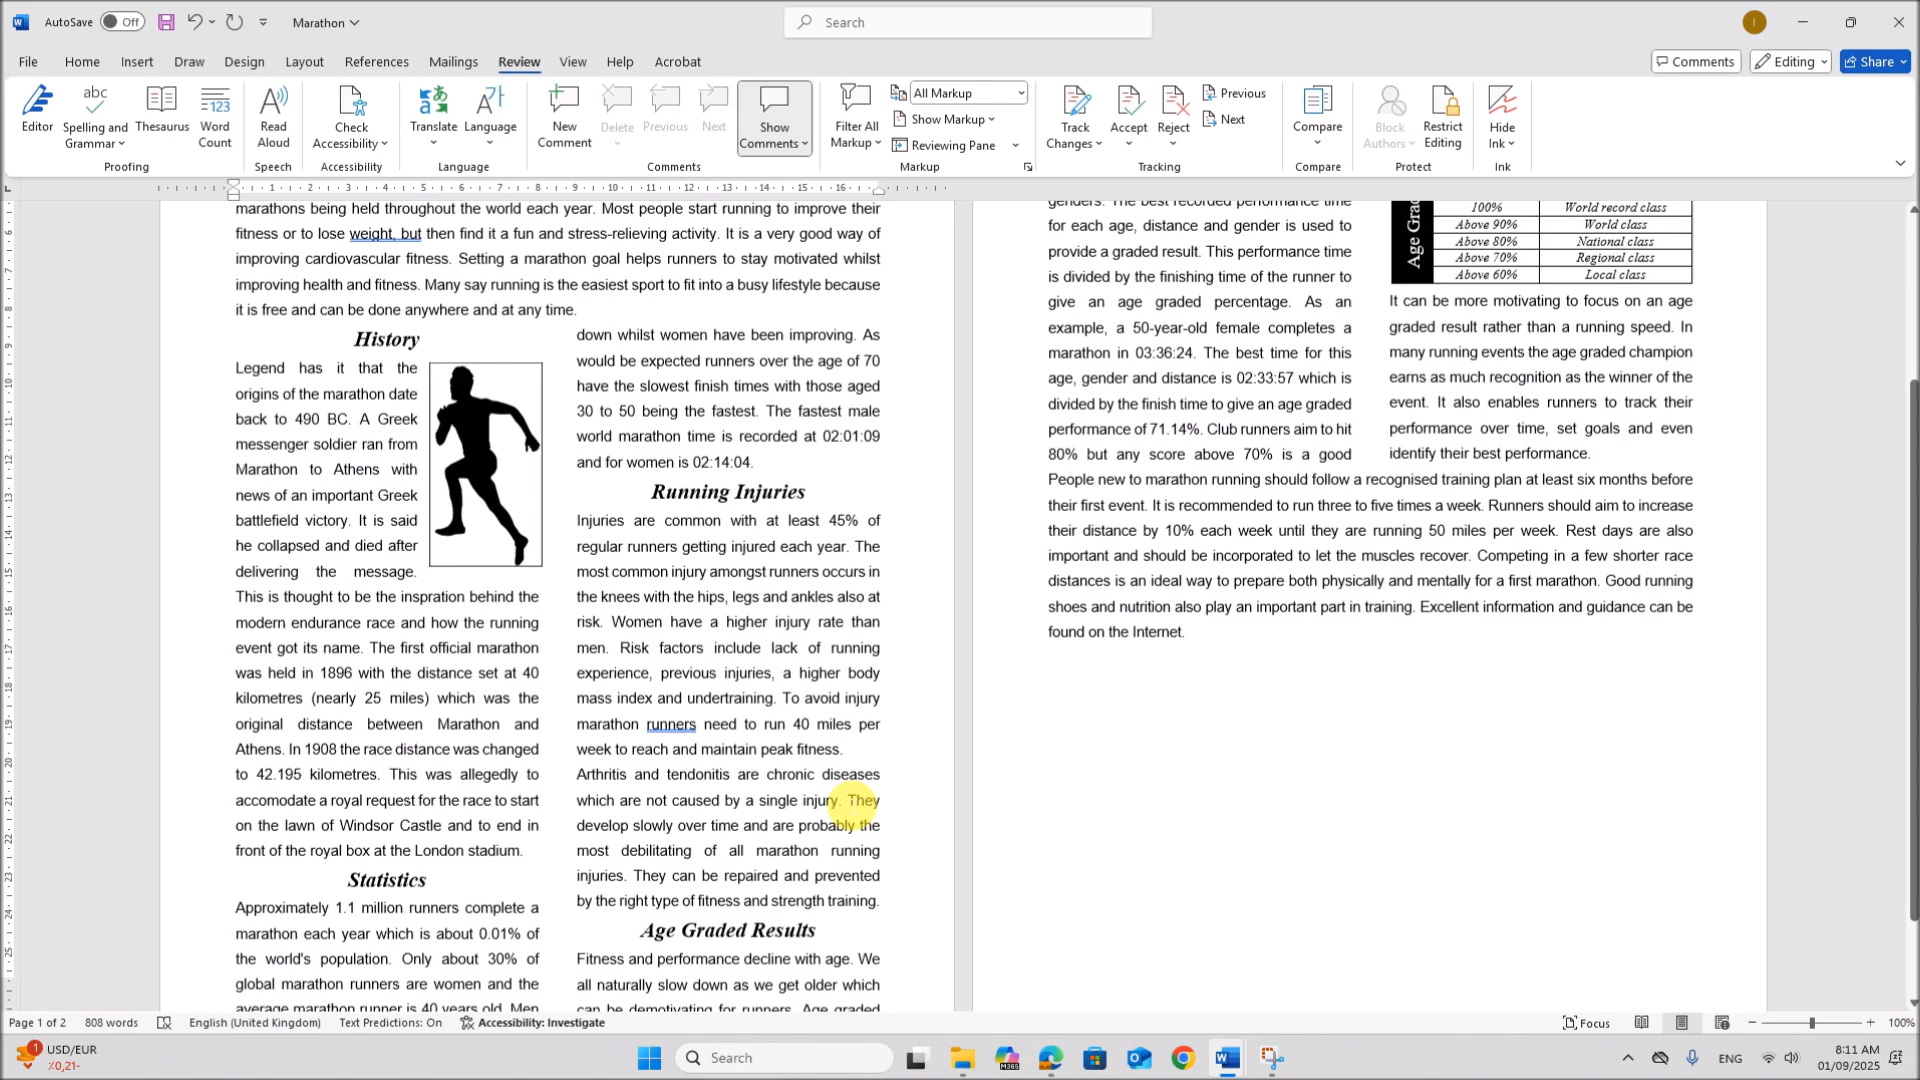 AutoSave Off Marathon
Search
I
File Home Insert Draw Design Layout References Mailings Review View Help Acrobat
Comments Editing Share
Editor
Spelling and Grammar
Thesaurus
Word Count
Proofing
Read Aloud
Speech
Check Accessibility
Accessibility
Translate
Language
Language
New Comment
Delete
Previous
Next
Show Comments
Comments
Filter All Markup
All Markup
Show Markup
Reviewing Pane
Markup
Track Changes
Accept
Reject
Previous
Next
Tracking
Compare
Compare
Block Authors
Restrict Editing
Protect
Hide Ink
Ink
1 2 3 4 5 6 7 8 9 10 11 12 13 14 15 16
marathons being held throughout the world each year. Most people start running to improve their
fitness or to lose weight, but then find it a fun and stress-relieving activity. It is a very good way of
improving cardiovascular fitness. Setting a marathon goal helps runners to stay motivated whilst
improving health and fitness. Many say running is the easiest sport to fit into a busy lifestyle because
it is free and can be done anywhere and at any time.
History
Legend has it that the
origins of the marathon date
back to 490 BC. A Greek
messenger soldier ran from
Marathon to Athens with
news of an important Greek
battlefield victory. It is said
he collapsed and died after
delivering the message.
This is thought to be the inspration behind the
modern endurance race and how the running
event got its name. The first official marathon
was held in 1896 with the distance set at 40
kilometres (nearly 25 miles) which was the
original distance between Marathon and
Athens. In 1908 the race distance was changed
to 42.195 kilometres. This was allegedly to
accomodate a royal request for the race to start
on the lawn of Windsor Castle and to end in
front of the royal box at the London stadium.
Statistics
Approximately 1.1 million runners complete a
marathon each year which is about 0.01% of
the world's population. Only about 30% of
global marathon runners are women and the
average marathon runner is 40 years old. Men
down whilst women have been improving. As
would be expected runners over the age of 70
have the slowest finish times with those aged
30 to 50 being the fastest. The fastest male
world marathon time is recorded at 02:01:09
and for women is 02:14:04.
Running Injuries
Injuries are common with at least 45% of
regular runners getting injured each year. The
most common injury amongst runners occurs in
the knees with the hips, legs and ankles also at
risk. Women have a higher injury rate than
men. Risk factors include lack of running
experience, previous injuries, a higher body
mass index and undertraining. To avoid injury
marathon runners need to run 40 miles per
week to reach and maintain peak fitness.
Arthritis and tendonitis are chronic diseases
which are not caused by a single injury. They
develop slowly over time and are probably the
most debilitating of all marathon running
injuries. They can be repaired and prevented
by the right type of fitness and strength training.
Age Graded Results
Fitness and performance decline with age. We
all naturally slow down as we get older which
can be demotivating for runners. Age graded
genders. The best recorded performance time
for each age, distance and gender is used to
provide a graded result. This performance time
is divided by the finishing time of the runner to
give an age graded percentage. As an
example, a 50-year-old female completes a
marathon in 03:36:24. The best time for this
age, gender and distance is 02:33:57 which is
divided by the finish time to give an age graded
performance of 71.14%. Club runners aim to hit
80% but any score above 70% is a good
Age
100% World record class
Above 90% World class
Above 80% National class
Above 70% Regional class
Above 60% Local class
It can be more motivating to focus on an age
graded result rather than a running speed. In
many running events the age graded champion
earns as much recognition as the winner of the
event. It also enables runners to track their
performance over time, set goals and even
identify their best performance.
People new to marathon running should follow a recognised training plan at least six months before
their first event. It is recommended to run three to five times a week. Runners should aim to increase
their distance by 10% each week until they are running 50 miles per week. Rest days are also
important and should be incorporated to let the muscles recover. Competing in a few shorter race
distances is an ideal way to prepare both physically and mentally for a first marathon. Good running
shoes and nutrition also play an important part in training. Excellent information and guidance can be
found on the Internet.
Page 1 of 2 808 words English (United Kingdom) Text Predictions: On Accessibility: Investigate Focus 100%
1 USD/EUR
Search
M365
ENG
8:11 AM
01/09/2025